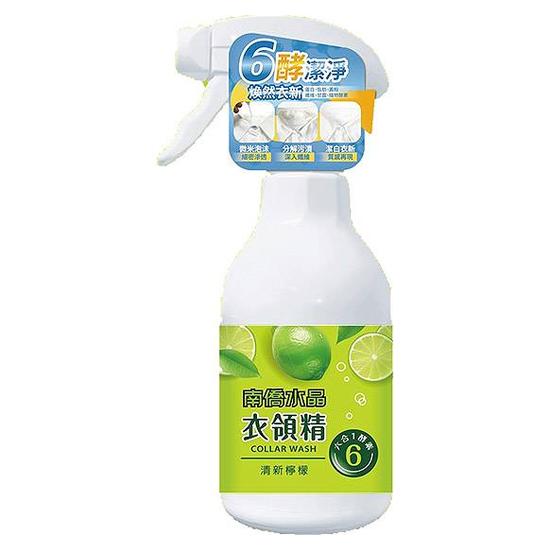 6酵潔淨
煥然衣新
蛋白・脂肪・澱粉
纖維・甘露・植物酵素
微米泡沫
細密滲透
分解污漬
深入纖維
潔白衣新
質感再現
南僑水晶
衣領精
COLLAR WASH
六合1酵素
6
清新檸檬